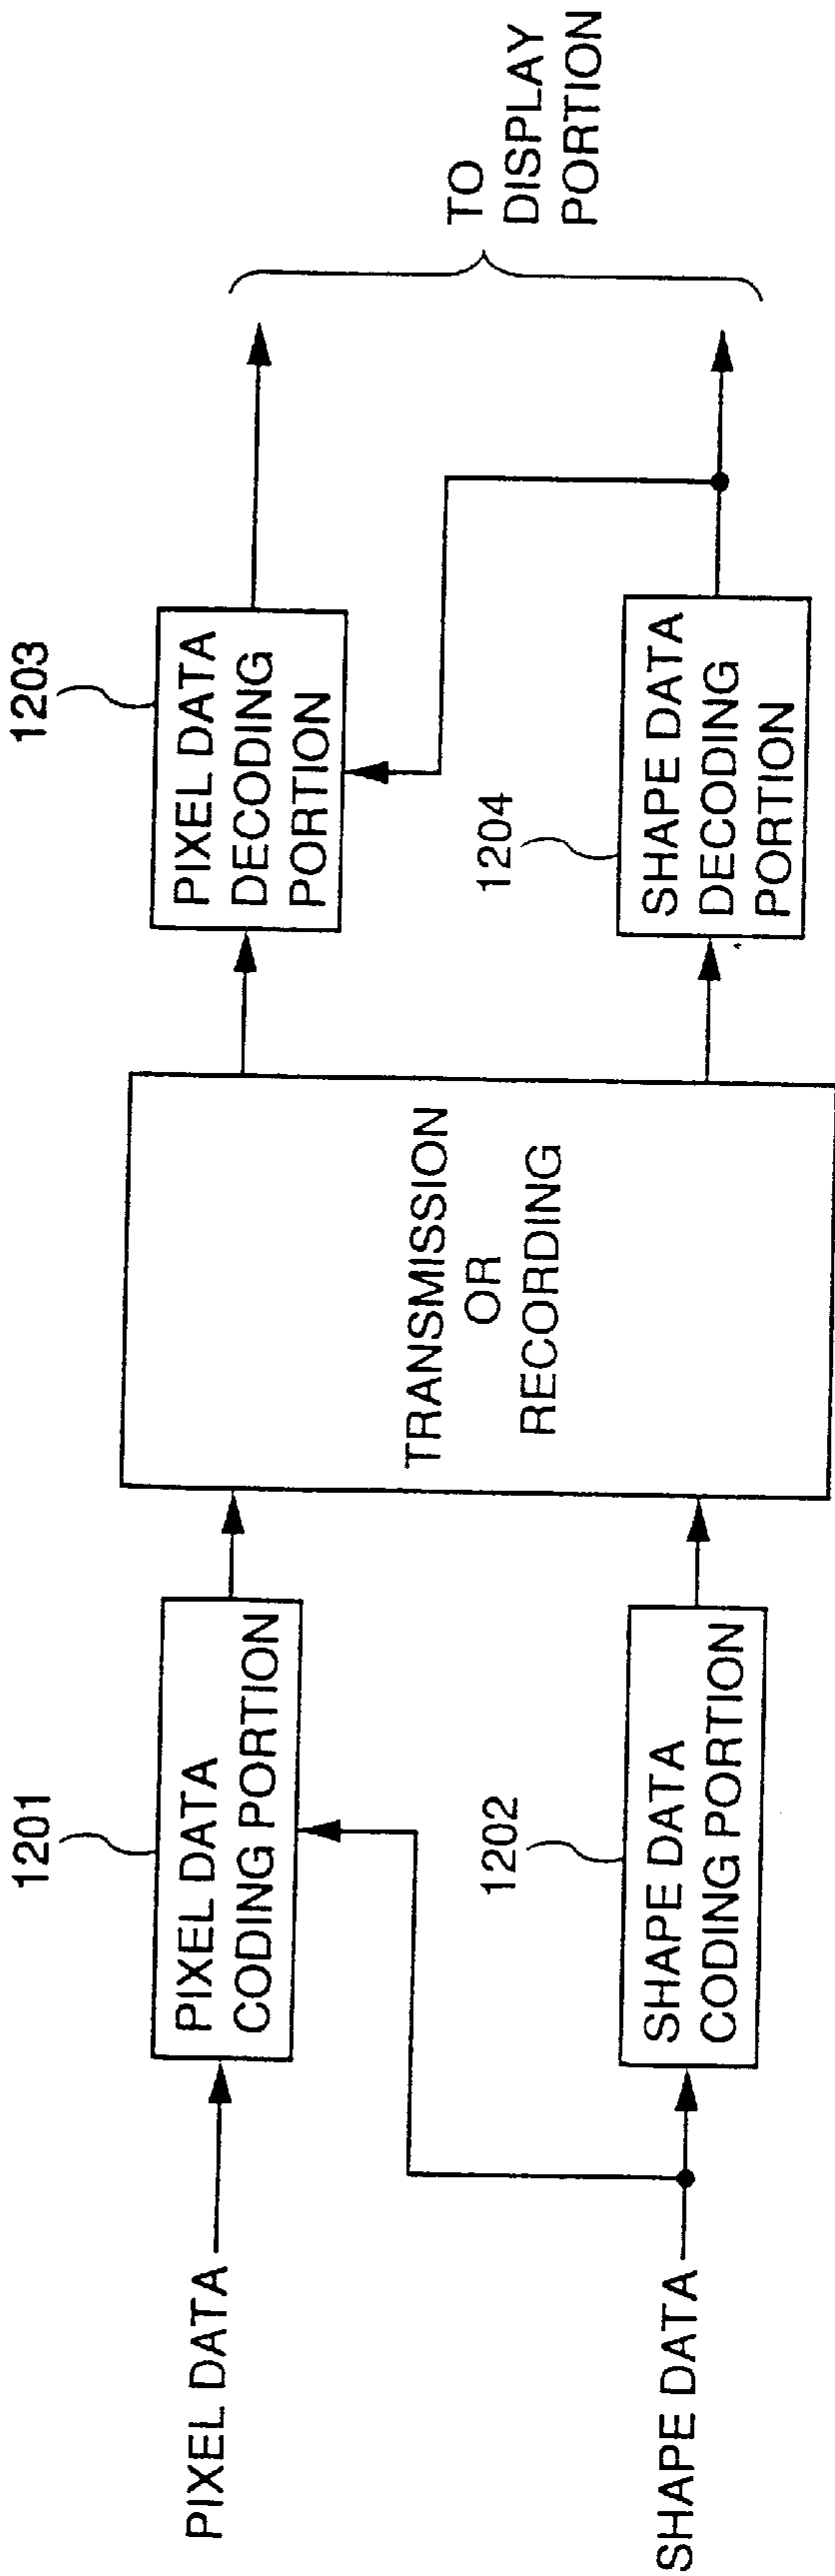 PIXEL DATA
SHAPE DATA
1201
PIXEL DATA
CODING PORTION
1202
SHAPE DATA
CODING PORTION
TRANSMISSION
OR
RECORDING
1203
PIXEL DATA
DECODING
PORTION
1204
SHAPE DATA
DECODING
PORTION
TO
DISPLAY
PORTION